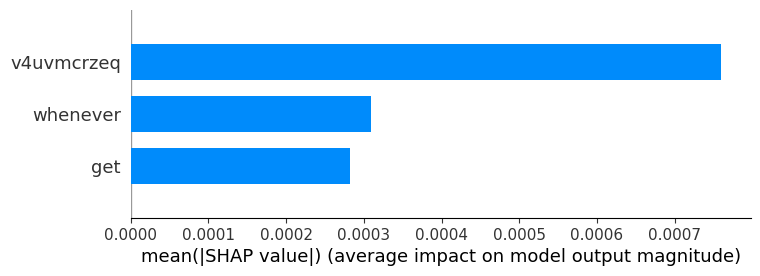 v4uvmcrzeq
whenever
get
0.0000 0.0001 0.0002 0.0003 0.0004 0.0005 0.0006 0.0007
mean(|SHAP value|) (average impact on model output magnitude)